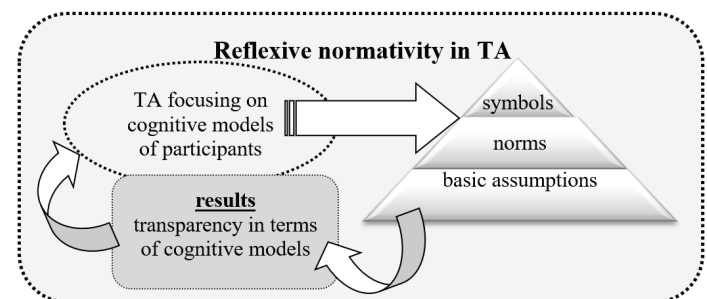 Reflexive normativity in TA
TA focusing on
cognitive models
of participants
symbols
norms
basic assumptions
results
transparency in terms
of cognitive models